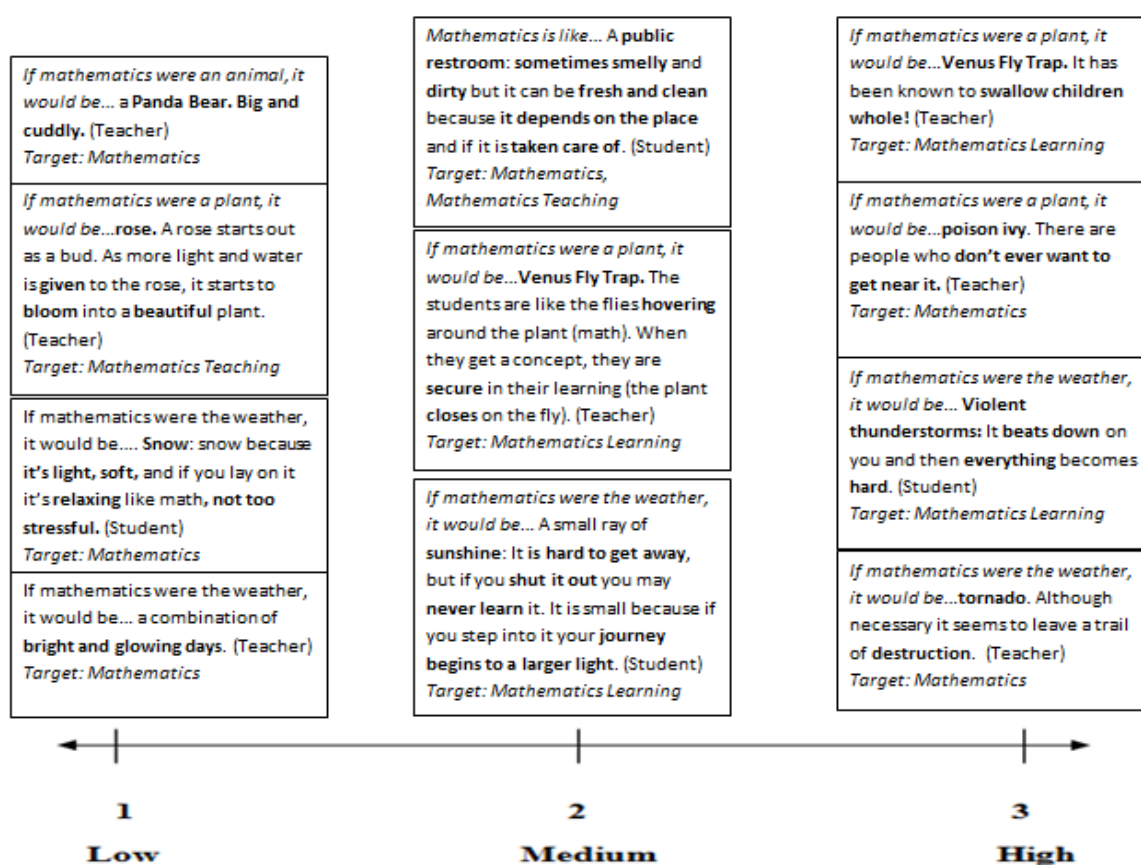 If mathematics were an animal, it
would be... a Panda Bear. Big and
cuddly. (Teacher)
Target: Mathematics
If mathematics were a plant, it
would be...rose. A rose starts out
as a bud. As more light and water
is given to the rose, it starts to
bloom into a beautiful plant.
(Teacher)
Target: Mathematics Teaching
If mathematics were the weather,
it would be.... Snow: snow because
it's light, soft, and if you lay on it
it's relaxing like math, not too
stressful. (Student)
Target: Mathematics
If mathematics were the weather,
it would be... a combination of
bright and glowing days. (Teacher)
Target: Mathematics
Mathematics is like... A public
restroom: sometimes smelly and
dirty but it can be fresh and clean
because it depends on the place
and if it is taken care of. (Student)
Target: Mathematics,
Mathematics Teaching
If mathematics were a plant, it
would be...Venus Fly Trap. The
students are like the flies hovering
around the plant (math). When
they get a concept, they are
secure in their learning (the plant
closes on the fly). (Teacher)
Target: Mathematics Learning
If mathematics were the weather,
it would be... A small ray of
sunshine: It is hard to get away,
but if you shut it out you may
never learn it. It is small because if
you step into it your journey
begins to a larger light. (Student)
Target: Mathematics Learning
If mathematics were a plant, it
would be...Venus Fly Trap. It has
been known to swallow children
whole! (Teacher)
Target: Mathematics Learning
If mathematics were a plant, it
would be...poison ivy. There are
people who don't ever want to
get near it. (Teacher)
Target: Mathematics
If mathematics were the weather,
it would be... Violent
thunderstorms: It beats down on
you and then everything becomes
hard. (Student)
Target: Mathematics Learning
If mathematics were the weather,
it would be...tornado. Although
necessary it seems to leave a trail
of destruction. (Teacher)
Target: Mathematics
1
Low
2
Medium
3
High